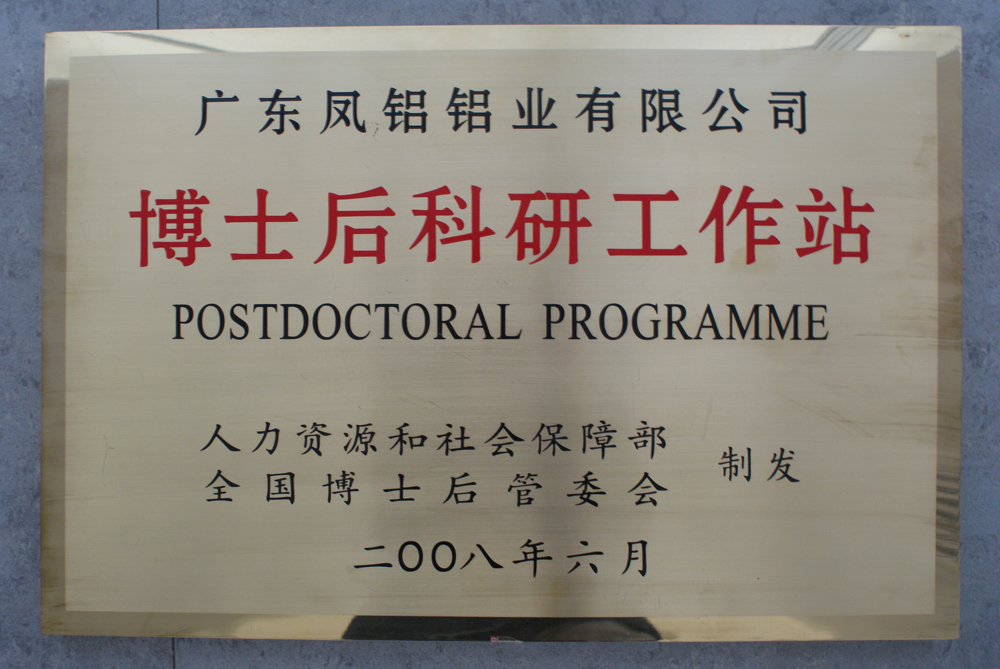 广东凤铝铝业有限公司
博士后科研工作站
POSTDOCTORAL PROGRAMME
人力资源和社会保障部
全国博士后管委会
制发
二〇〇八年六月